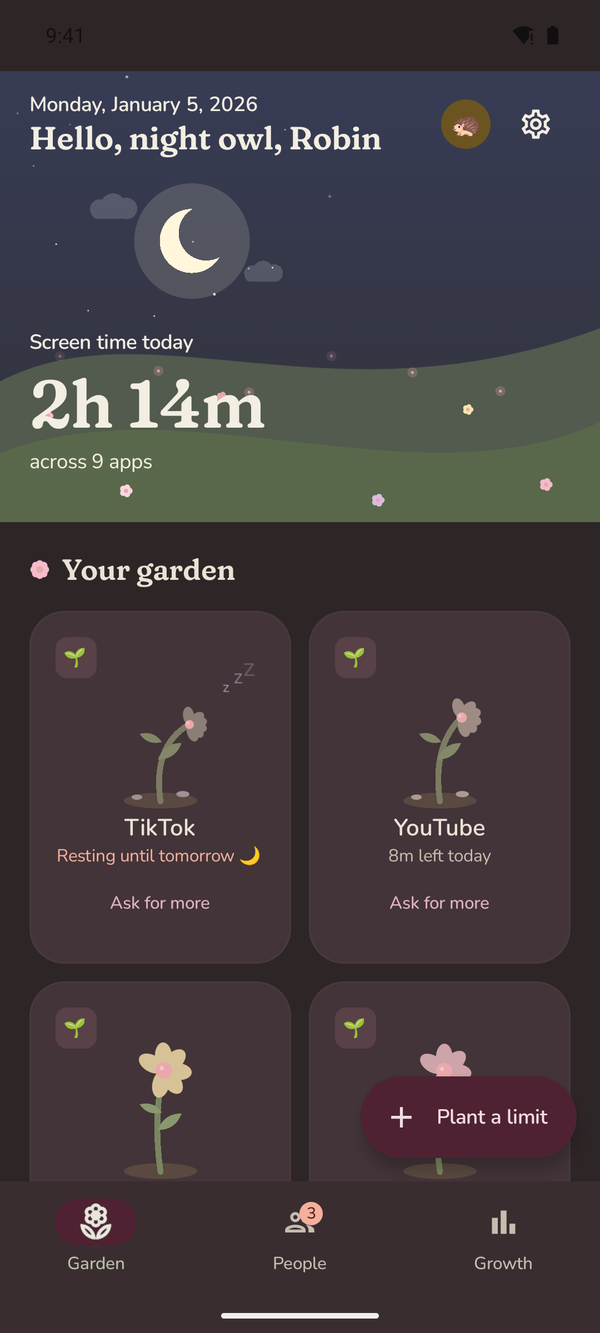 9:41
Monday, January 5, 2026
Hello, night owl, Robin
Screen time today
2h 14m
across 9 apps
Your garden
z z Z
TikTok
Resting until tomorrow 🌙
Ask for more
YouTube
8m left today
Ask for more
Plant a limit
3
Garden
People
Growth